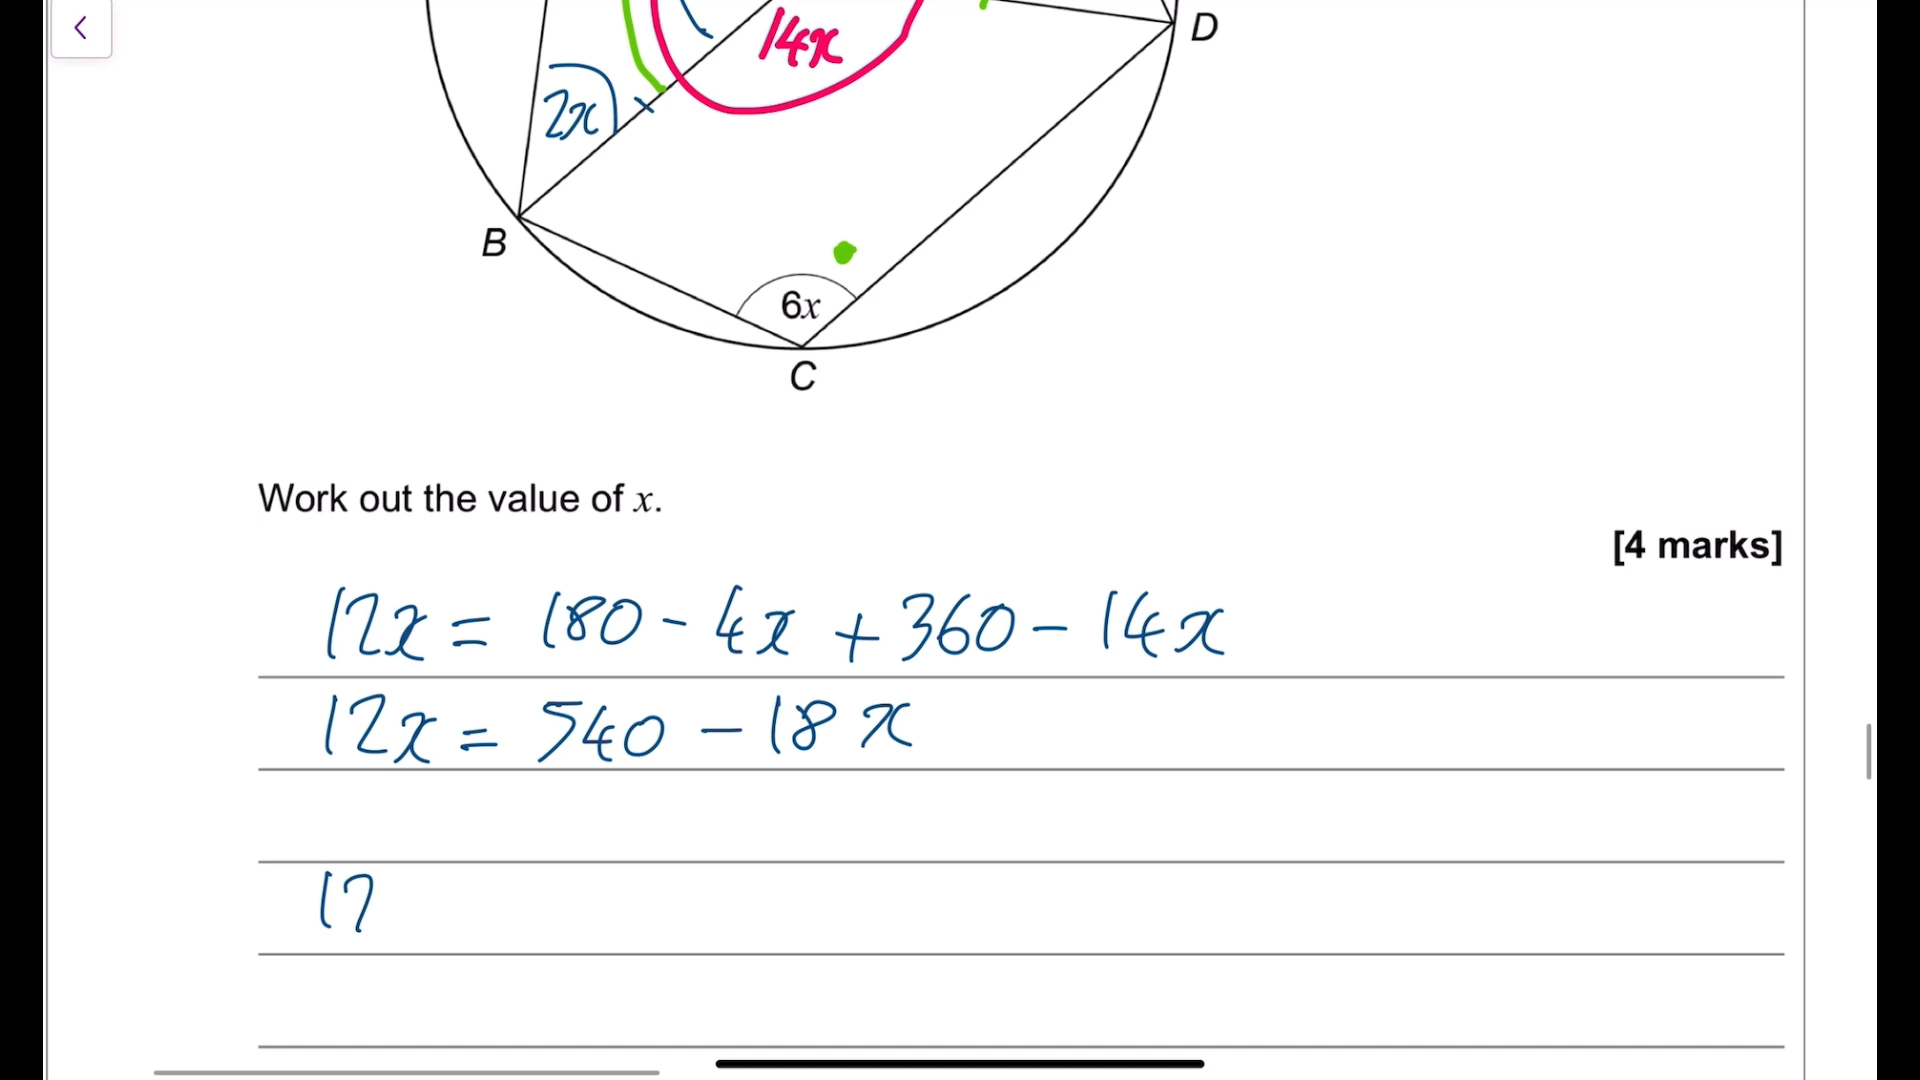 14x
D
2x
B
6x
C
Work out the value of x.
[4 marks]
12x = 180 - 4x + 360 - 14x
12x = 540 - 18x
17